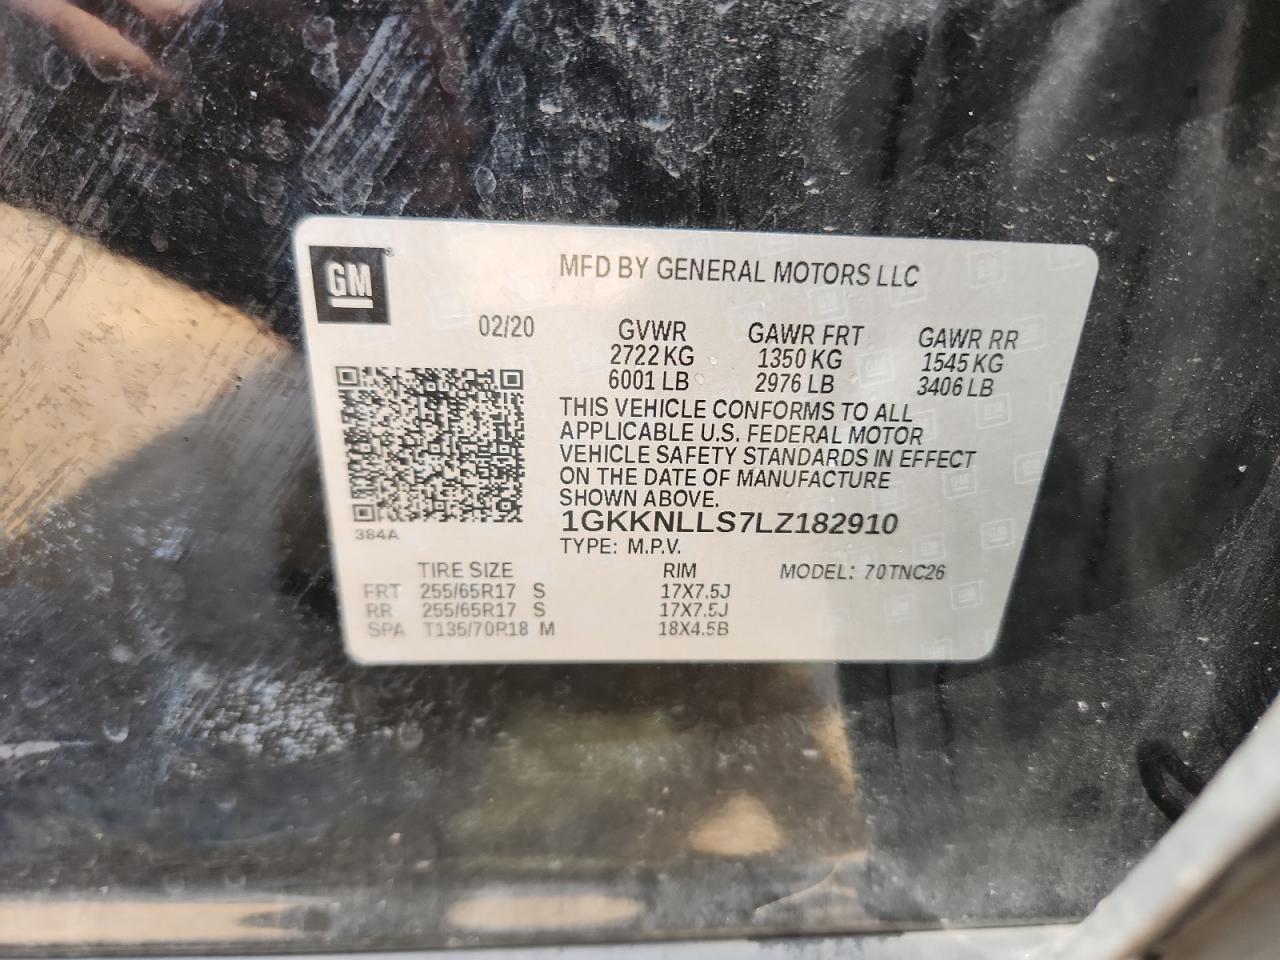 GM
MFD BY GENERAL MOTORS LLC
02/20 GVWR GAWR FRT GAWR RR
2722 KG 1350 KG 1545 KG
6001 LB 2976 LB 3406 LB
THIS VEHICLE CONFORMS TO ALL
APPLICABLE U.S. FEDERAL MOTOR
VEHICLE SAFETY STANDARDS IN EFFECT
ON THE DATE OF MANUFACTURE
SHOWN ABOVE.
384A
1GKKNLLS7LZ182910
TYPE: M.P.V.
TIRE SIZE RIM MODEL: 70TNC26
FRT 255/65R17 S 17X7.5J
RR 255/65R17 S 17X7.5J
SPA T135/70R18 M 18X4.5B